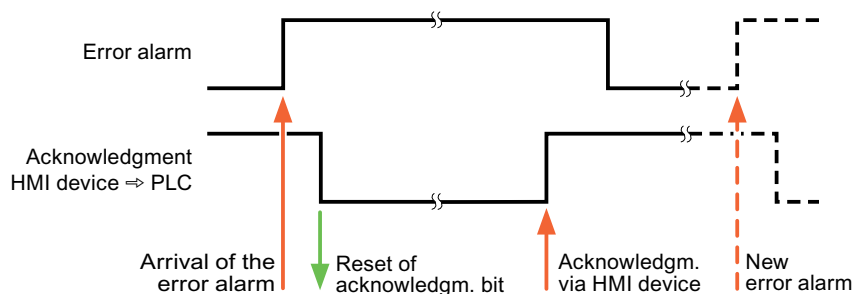 Error alarm
Acknowledgment
HMI device ⇨ PLC
Arrival of the
error alarm
Reset of
acknowledgm. bit
Acknowledgm.
via HMI device
New
error alarm